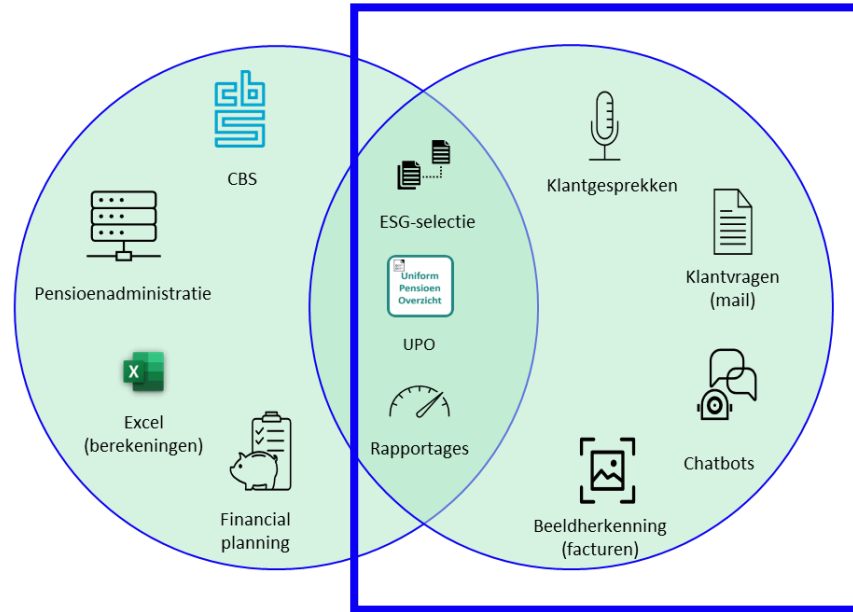 cbs
CBS
Pensioenadministratie
Excel
(berekeningen)
Financial
planning
ESG-selectie
Uniform
Pensioen
Overzicht
UPO
Rapportages
Klantgesprekken
Klantvragen
(mail)
Chatbots
Beeldherkenning
(facturen)
X